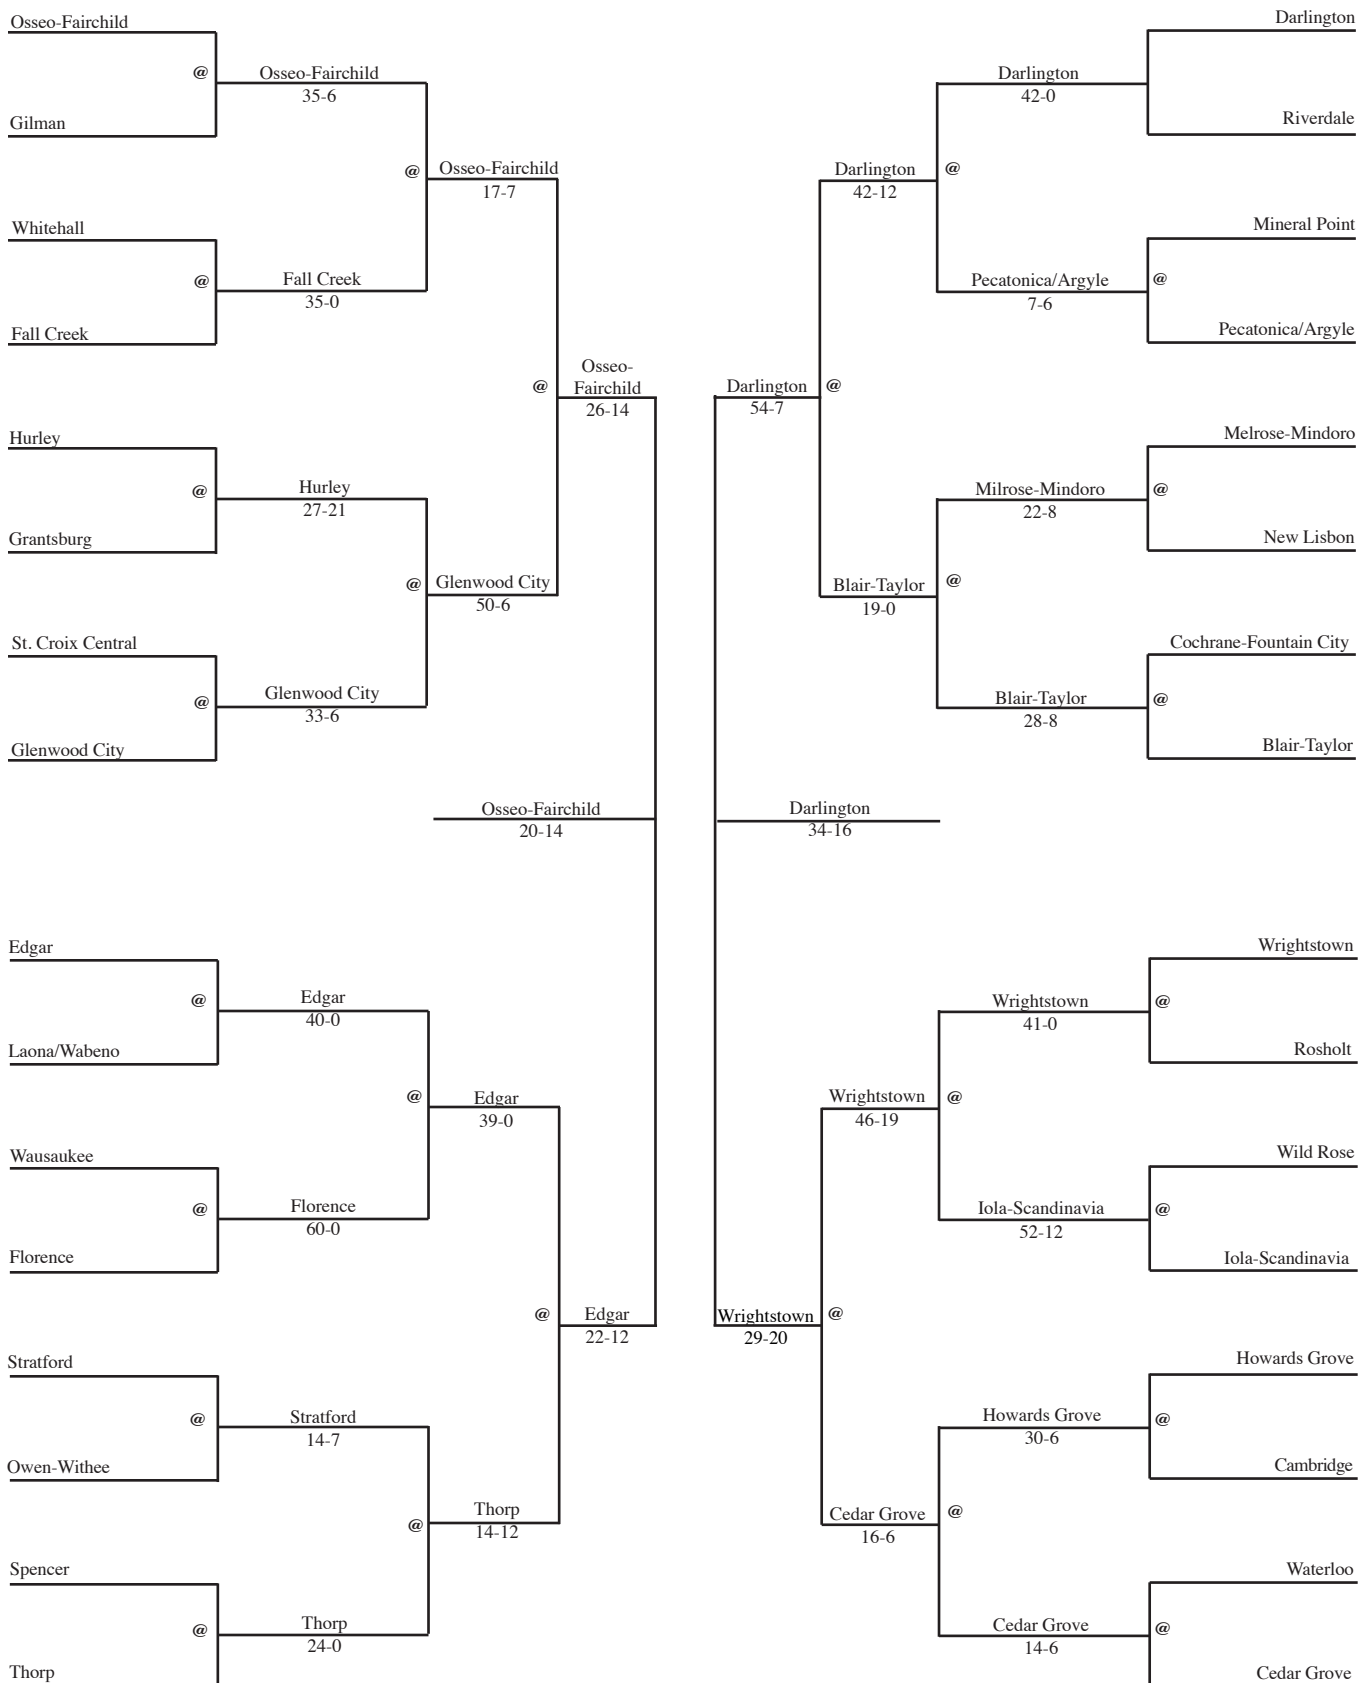 Osseo-Fairchild
@
Osseo-Fairchild
35-6
Gilman
@
Osseo-Fairchild
17-7
Whitehall
@
Fall Creek
35-0
Fall Creek
@
Osseo-
Fairchild
26-14
Hurley
@
Hurley
27-21
Grantsburg
@
Glenwood City
50-6
St. Croix Central
@
Glenwood City
33-6
Glenwood City
Osseo-Fairchild
20-14
Edgar
@
Edgar
40-0
Laona/Wabeno
@
Edgar
39-0
Wausaukee
@
Florence
60-0
Florence
@
Edgar
22-12
Stratford
@
Stratford
14-7
Owen-Withee
@
Thorp
14-12
Spencer
@
Thorp
24-0
Thorp
Darlington
Darlington
42-0
Riverdale
Darlington
@
42-12
Mineral Point
Pecatonica/Argyle
@
7-6
Pecatonica/Argyle
Darlington
@
54-7
Melrose-Mindoro
Milrose-Mindoro
@
22-8
New Lisbon
Blair-Taylor
@
19-0
Cochrane-Fountain City
Blair-Taylor
@
28-8
Blair-Taylor
Darlington
34-16
Wrightstown
Wrightstown
@
41-0
Rosholt
Wrightstown
@
46-19
Wild Rose
Iola-Scandinavia
@
52-12
Iola-Scandinavia
Wrightstown
@
29-20
Howards Grove
Howards Grove
@
30-6
Cambridge
Cedar Grove
@
16-6
Waterloo
Cedar Grove
@
14-6
Cedar Grove